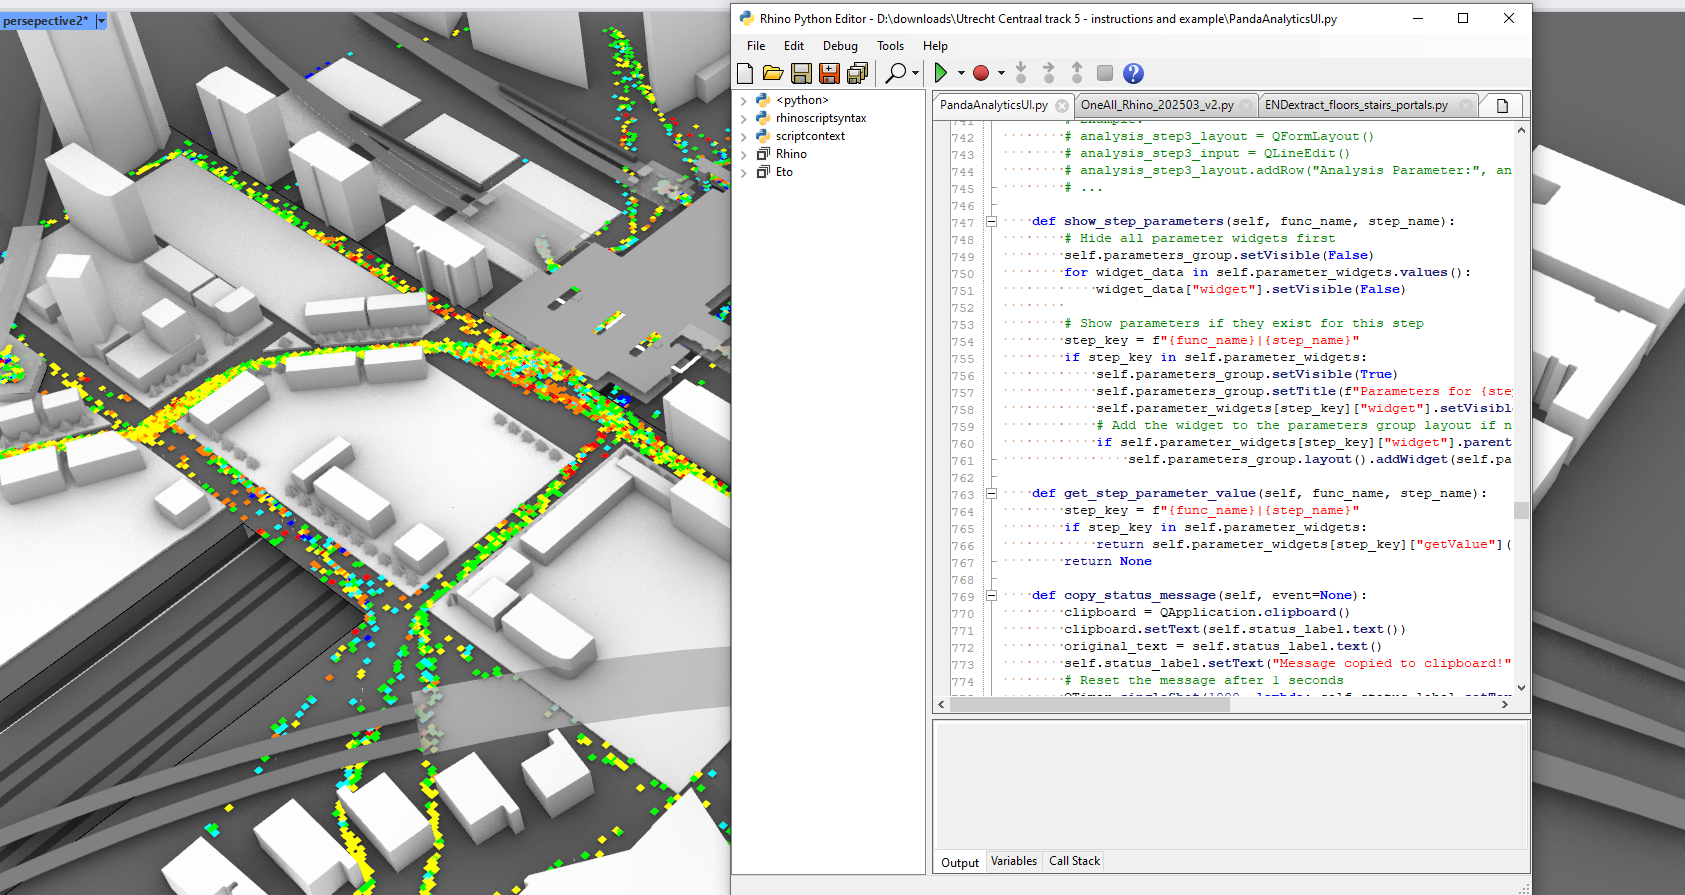 persepective2*
Rhino Python Editor - D:\downloads\Utrecht Centraal track 5 - instructions and example\PandaAnalyticsUI.py
File Edit Debug Tools Help
<python>
rhinoscriptsyntax
scriptcontext
Rhino
Eto
PandaAnalyticsUI.py
OneAll_Rhino_202503_v2.py
ENDextract_floors_stairs_portals.py
741 # Example:
742 # analysis_step3_layout = QFormLayout()
743 # analysis_step3_input = QLineEdit()
744 # analysis_step3_layout.addRow("Analysis Parameter:", an
745 # ...
746
747 def show_step_parameters(self, func_name, step_name):
748 # Hide all parameter widgets first
749 self.parameters_group.setVisible(False)
750 for widget_data in self.parameter_widgets.values():
751 widget_data["widget"].setVisible(False)
752
753 # Show parameters if they exist for this step
754 step_key = f"{func_name}|{step_name}"
755 if step_key in self.parameter_widgets:
756 self.parameters_group.setVisible(True)
757 self.parameters_group.setTitle(f"Parameters for {ste
758 self.parameter_widgets[step_key]["widget"].setVisibl
759 # Add the widget to the parameters group layout if n
760 if self.parameter_widgets[step_key]["widget"].parent
761 self.parameters_group.layout().addWidget(self.pa
762
763 def get_step_parameter_value(self, func_name, step_name):
764 step_key = f"{func_name}|{step_name}"
765 if step_key in self.parameter_widgets:
766 return self.parameter_widgets[step_key]["getValue"](
767 return None
768
769 def copy_status_message(self, event=None):
770 clipboard = QApplication.clipboard()
771 clipboard.setText(self.status_label.text())
772 original_text = self.status_label.text()
773 self.status_label.setText("Message copied to clipboard!"
774 # Reset the message after 1 seconds
Output Variables Call Stack